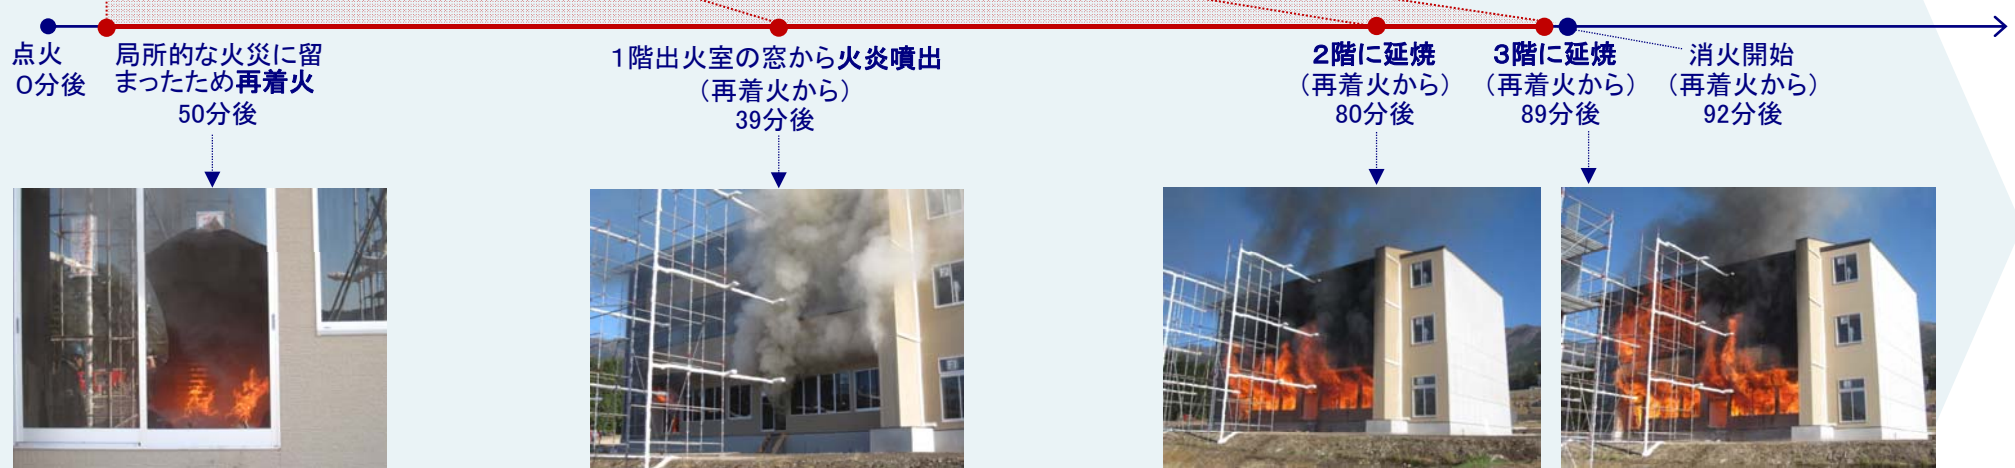 点火
0分後
局所的な火災に留
まったため再着火
50分後
1階出火室の窓から火炎噴出
（再着火から）
39分後
2階に延焼
（再着火から）
80分後
3階に延焼
（再着火から）
89分後
消火開始
（再着火から）
92分後